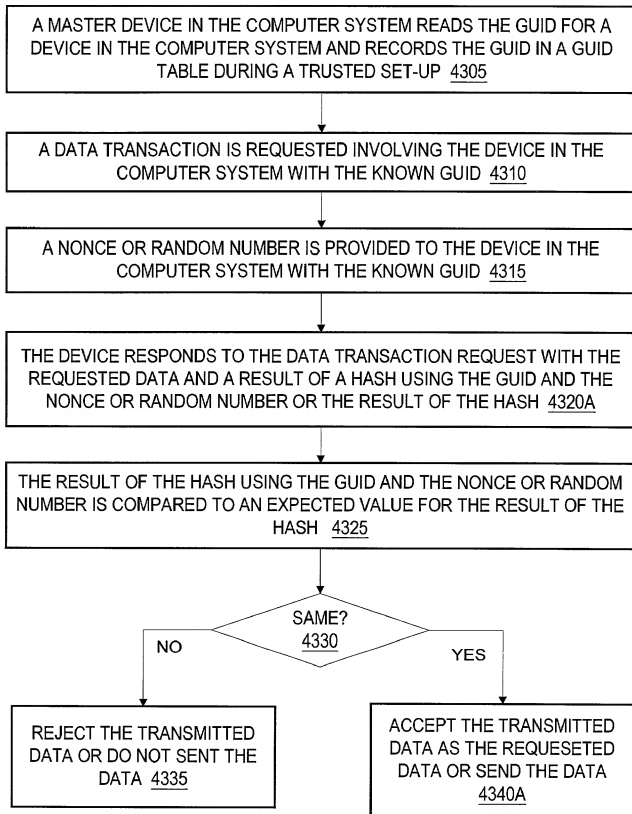 A MASTER DEVICE IN THE COMPUTER SYSTEM READS THE GUID FOR A
DEVICE IN THE COMPUTER SYSTEM AND RECORDS THE GUID IN A GUID
TABLE DURING A TRUSTED SET-UP 4305
A DATA TRANSACTION IS REQUESTED INVOLVING THE DEVICE IN THE
COMPUTER SYSTEM WITH THE KNOWN GUID 4310
A NONCE OR RANDOM NUMBER IS PROVIDED TO THE DEVICE IN THE
COMPUTER SYSTEM WITH THE KNOWN GUID 4315
THE DEVICE RESPONDS TO THE DATA TRANSACTION REQUEST WITH THE
REQUESTED DATA AND A RESULT OF A HASH USING THE GUID AND THE
NONCE OR RANDOM NUMBER OR THE RESULT OF THE HASH 4320A
THE RESULT OF THE HASH USING THE GUID AND THE NONCE OR RANDOM
NUMBER IS COMPARED TO AN EXPECTED VALUE FOR THE RESULT OF THE
HASH 4325
SAME?
4330
NO
YES
REJECT THE TRANSMITTED
DATA OR DO NOT SENT THE
DATA 4335
ACCEPT THE TRANSMITTED
DATA AS THE REQUESETED
DATA OR SEND THE DATA
4340A